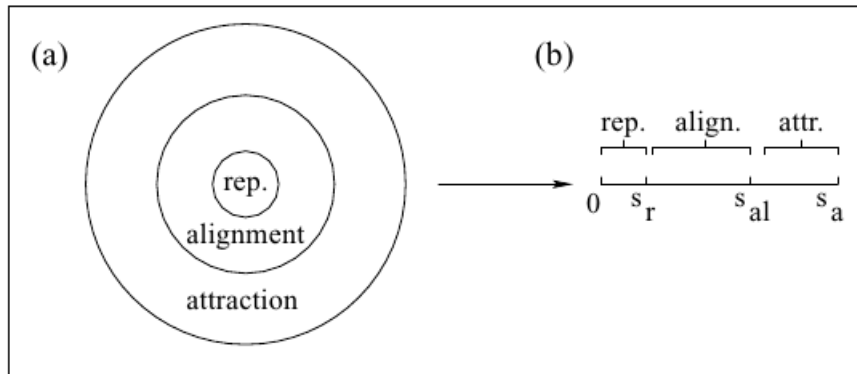 (a)
rep.
alignment
attraction
(b)
rep. align. attr.
0 s_r s_al s_a